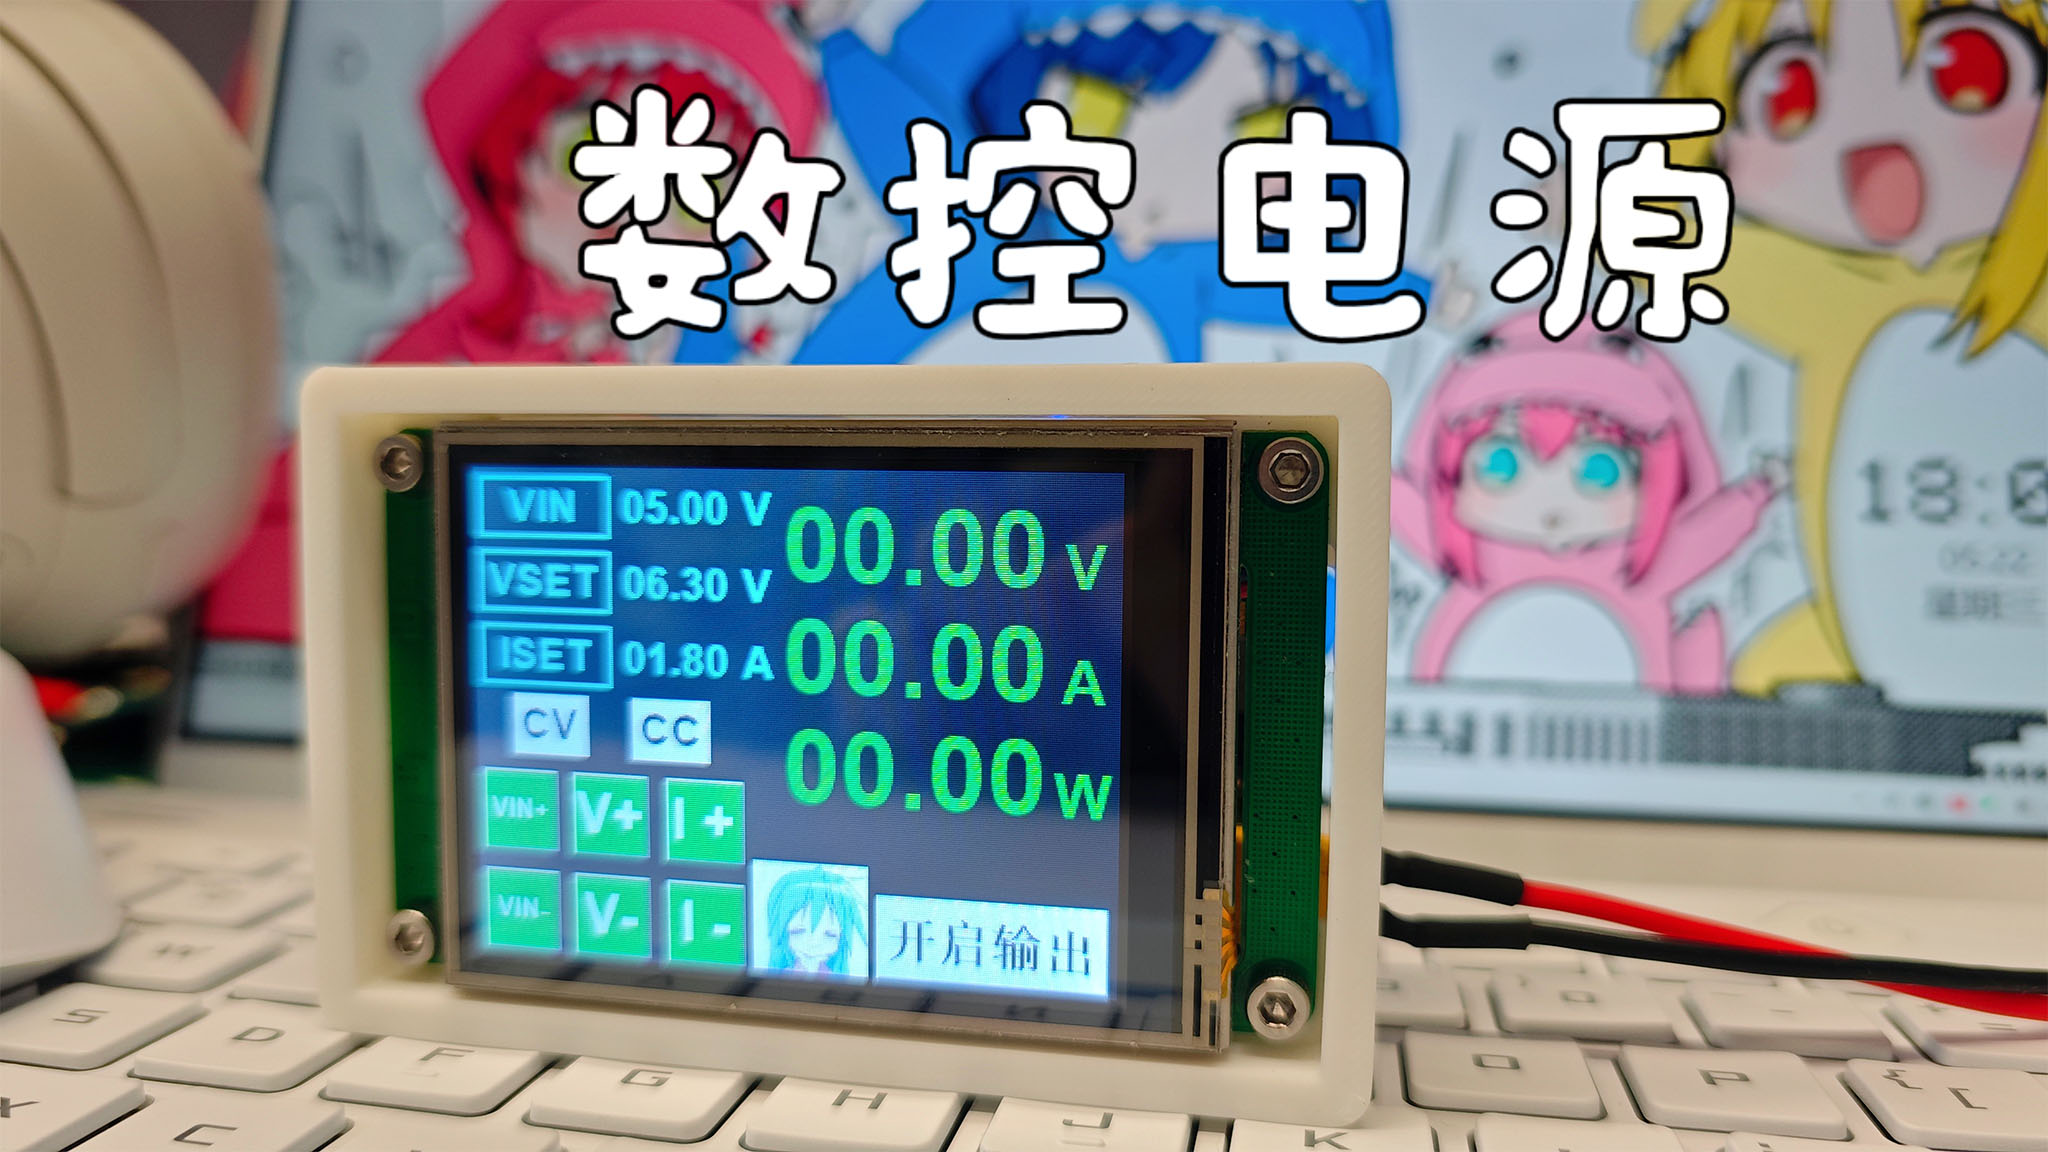 数控电源
VIN 05.00 V
VSET 06.30 V
ISET 01.80 A
00.00 V
00.00 A
00.00 W
CV CC
VIN+ V+ I +
VIN- V- I -
开启输出
18:0
05.22
星期三
S D F G H J K
O P { [
C